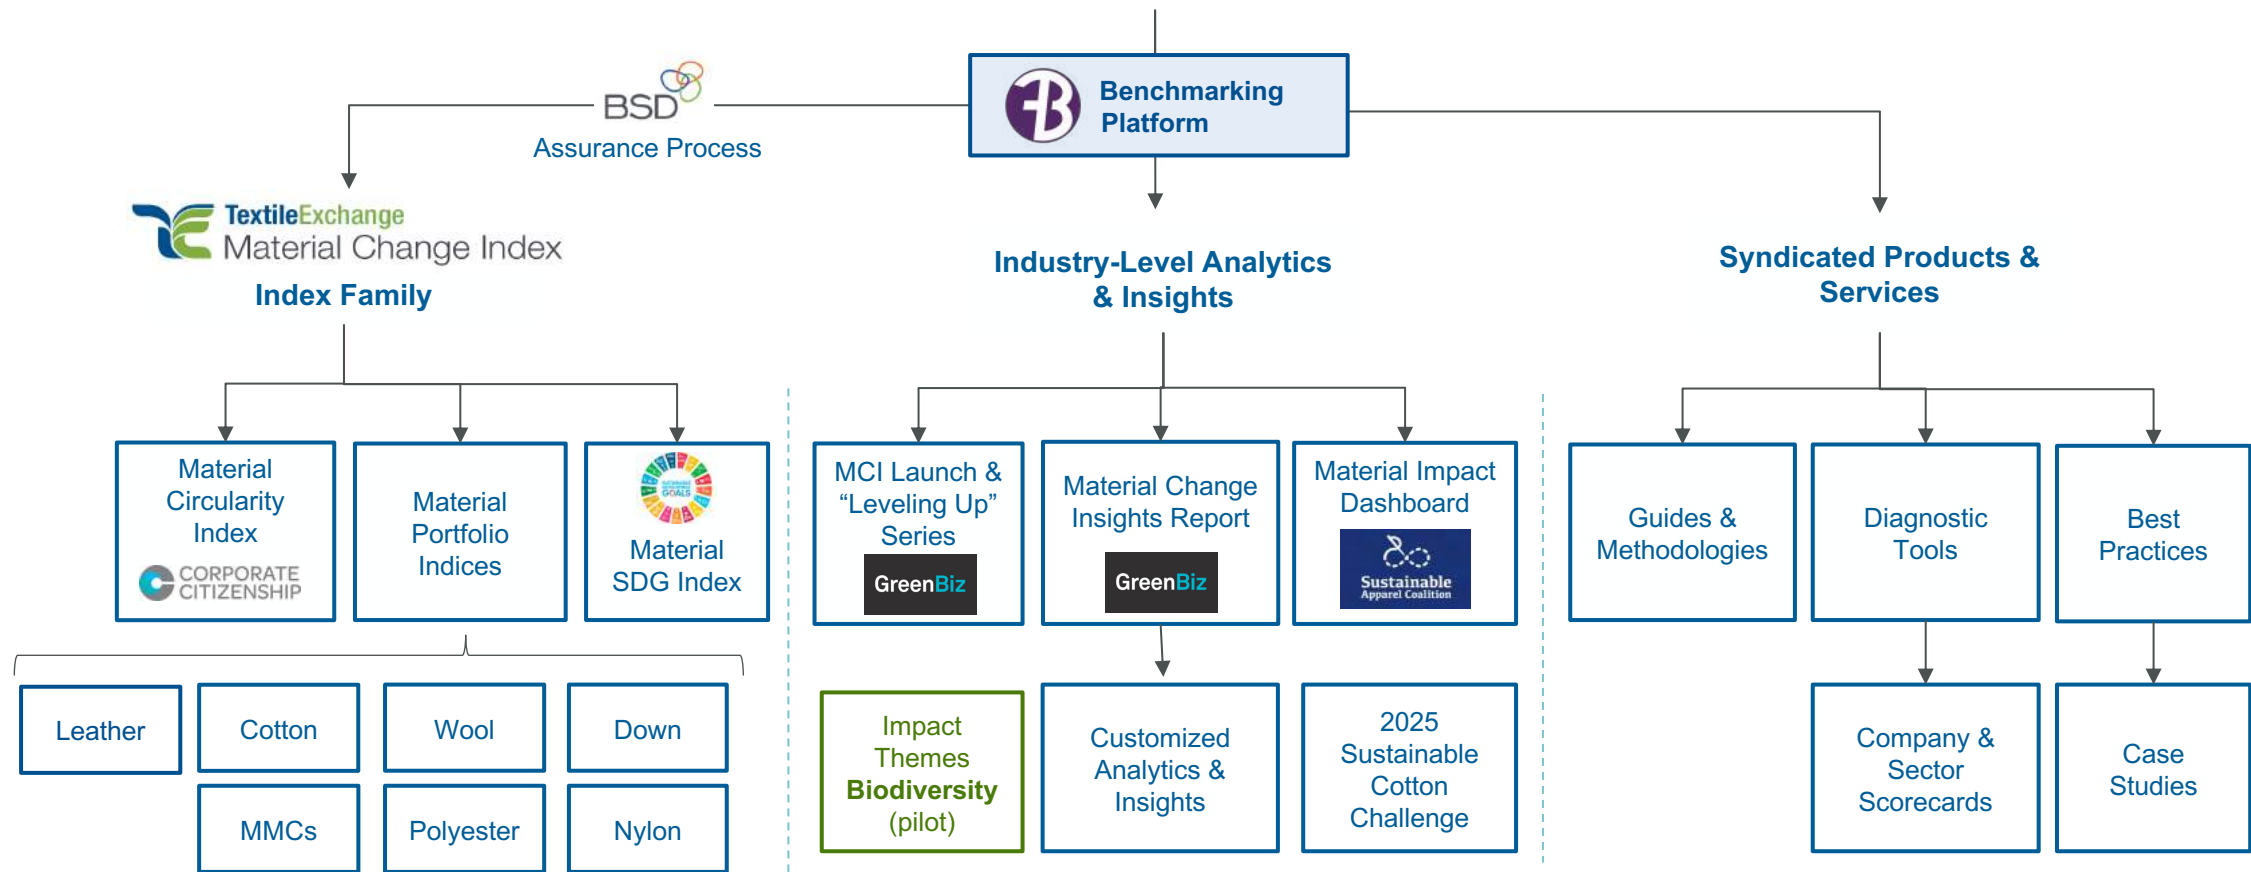 Benchmarking
Platform
BSD
Assurance Process
TextileExchange
Material Change Index
Index Family
Industry-Level Analytics
& Insights
Syndicated Products &
Services
Material
Circularity
Index
CORPORATE
CITIZENSHIP
Material
Portfolio
Indices
GOALS
Material
SDG Index
MCI Launch &
“Leveling Up”
Series
GreenBiz
Material Change
Insights Report
GreenBiz
Material Impact
Dashboard
Sustainable
Apparel Coalition
Guides &
Methodologies
Diagnostic
Tools
Best
Practices
Leather
Cotton
Wool
Down
MMCs
Polyester
Nylon
Impact
Themes
Biodiversity
(pilot)
Customized
Analytics &
Insights
2025
Sustainable
Cotton
Challenge
Company &
Sector
Scorecards
Case
Studies